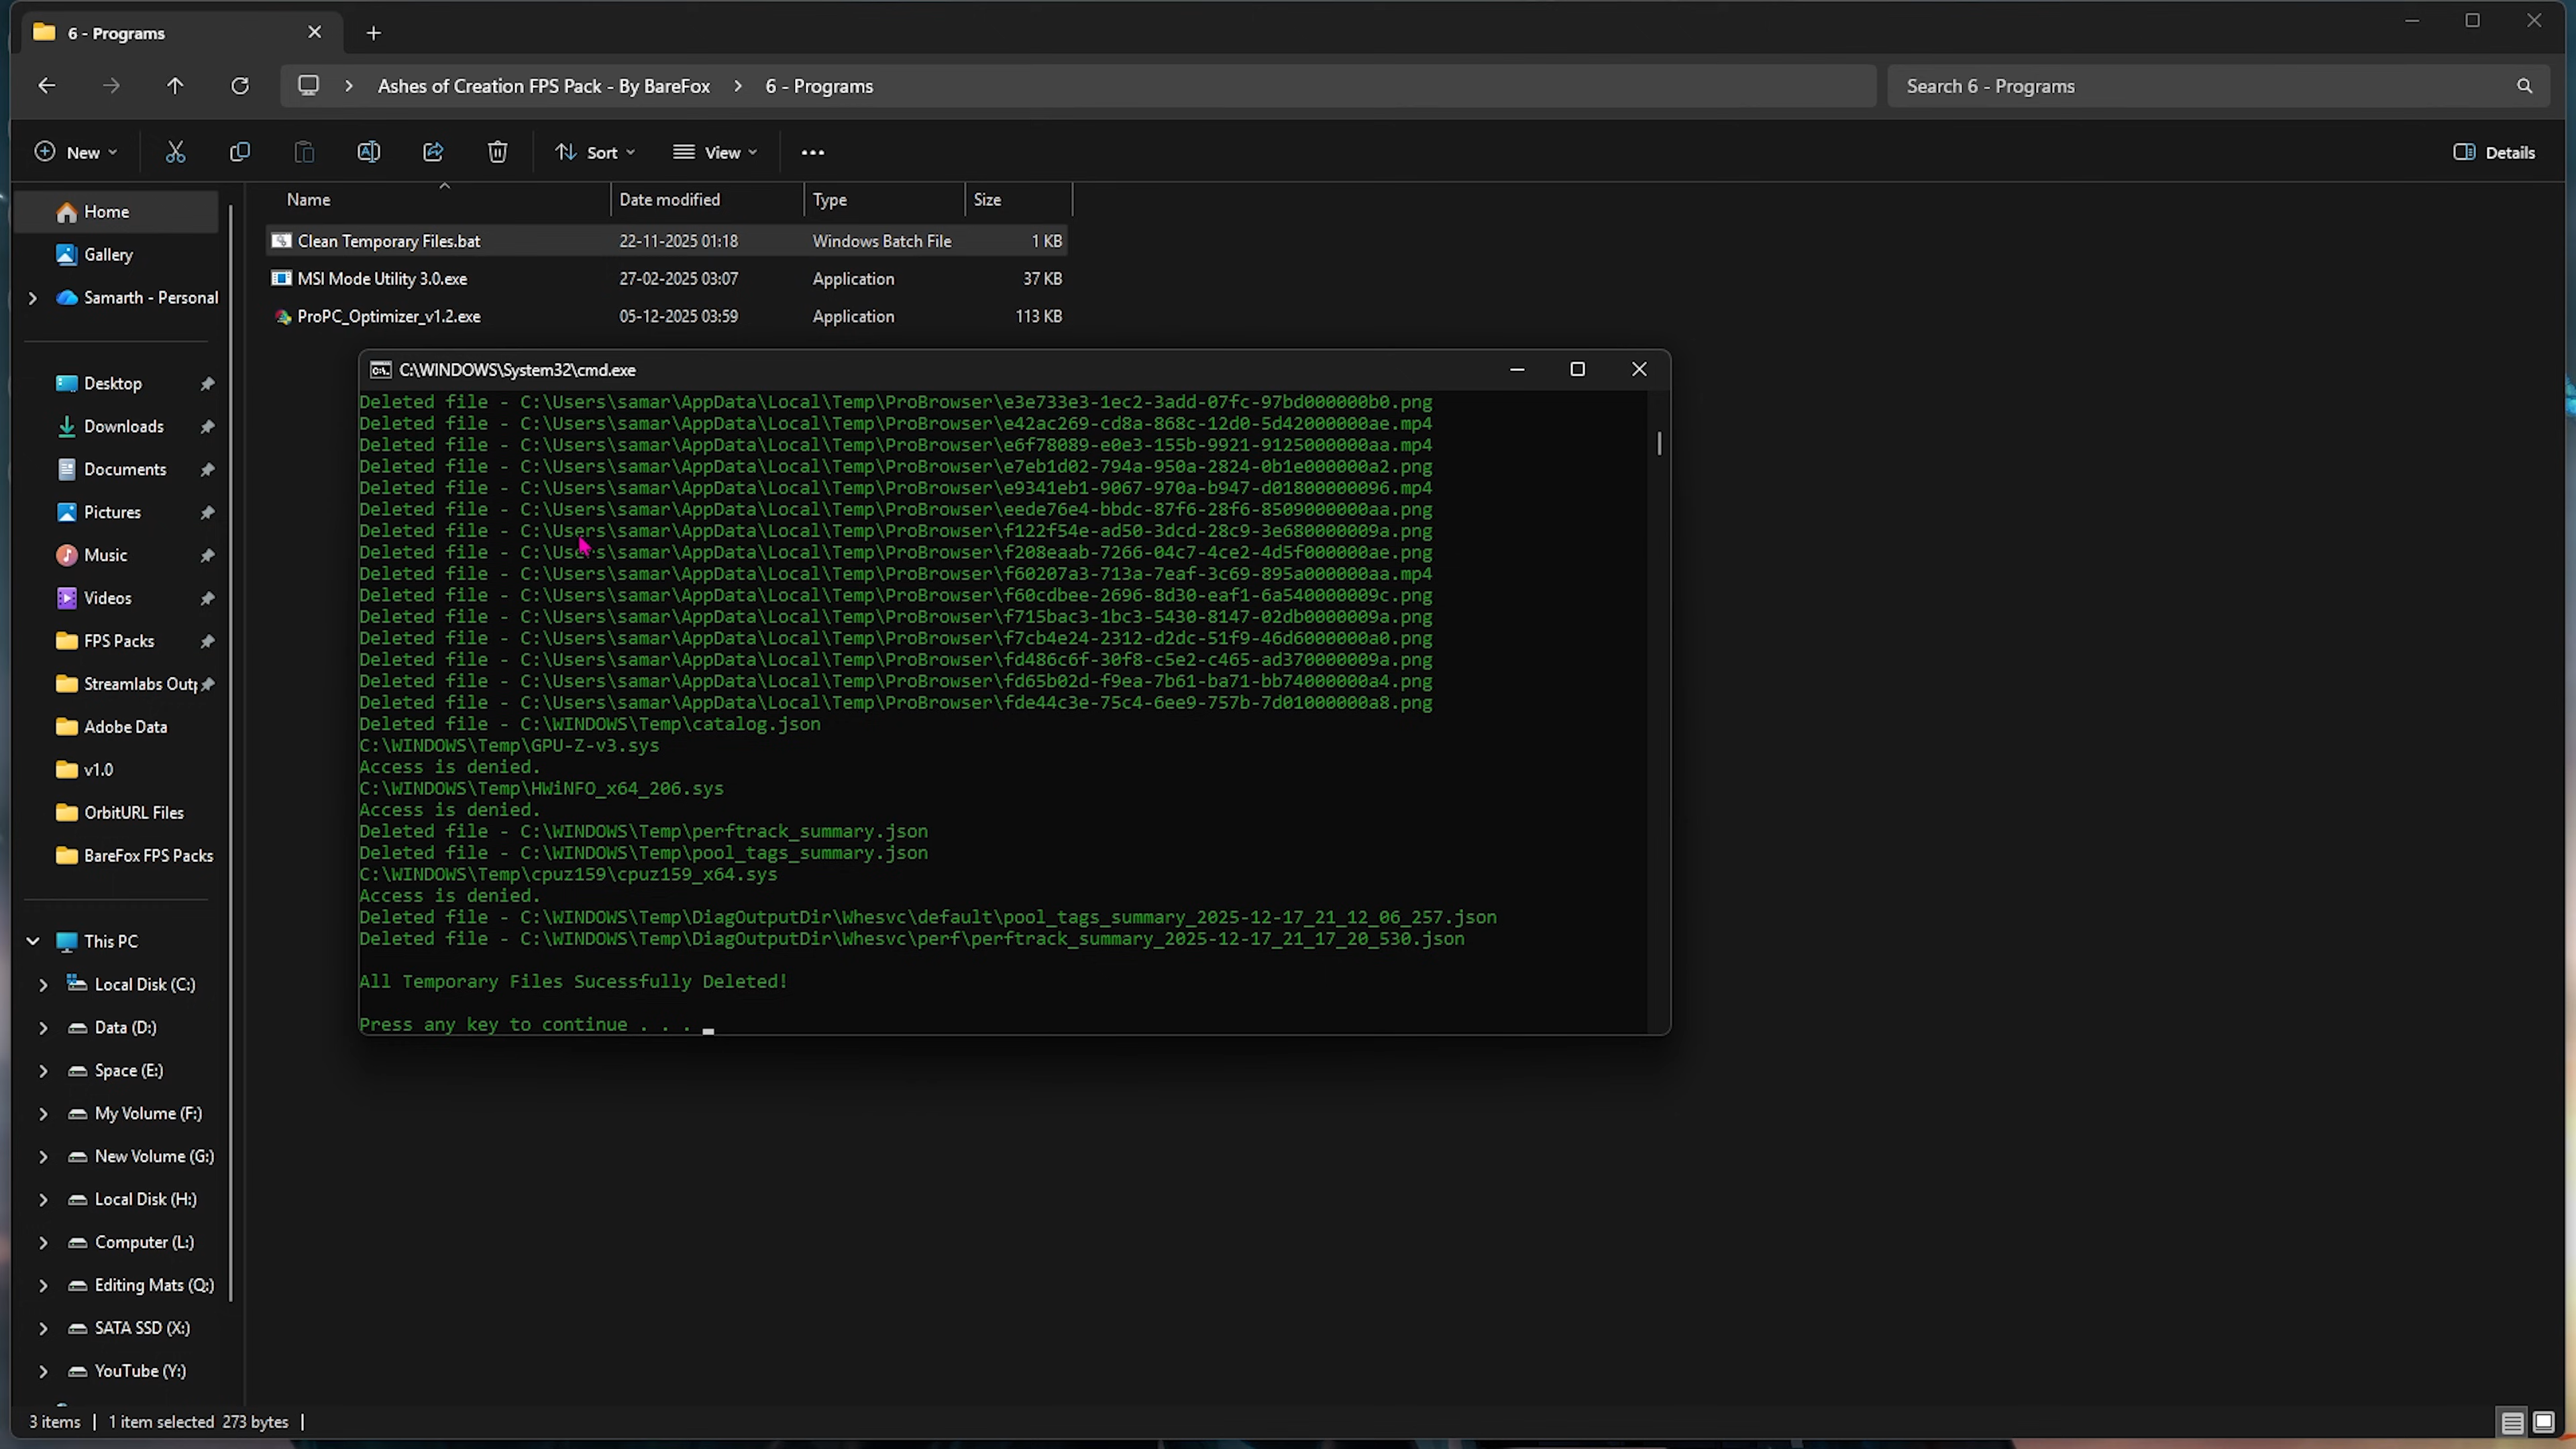 6 - Programs
Ashes of Creation FPS Pack - By BareFox
6 - Programs
Search 6 - Programs
New
Sort
View
Details
Name
Date modified
Type
Size
Clean Temporary Files.bat
22-11-2025 01:18
Windows Batch File
1 KB
MSI Mode Utility 3.0.exe
27-02-2025 03:07
Application
37 KB
ProPC_Optimizer_v1.2.exe
05-12-2025 03:59
Application
113 KB
Home
Gallery
Samarth - Personal
Desktop
Downloads
Documents
Pictures
Music
Videos
FPS Packs
Streamlabs Outp
Adobe Data
v1.0
OrbitURL Files
BareFox FPS Packs
This PC
Local Disk (C:)
Data (D:)
Space (E:)
My Volume (F:)
New Volume (G:)
Local Disk (H:)
Computer (L:)
Editing Mats (Q:)
SATA SSD (X:)
YouTube (Y:)
C:\WINDOWS\System32\cmd.exe
Deleted file - C:\Users\samar\AppData\Local\Temp\ProBrowser\e3e733e3-1ec2-3add-07fc-97bd000000b0.png
Deleted file - C:\Users\samar\AppData\Local\Temp\ProBrowser\e42ac269-cd8a-868c-12d0-5d42000000ae.mp4
Deleted file - C:\Users\samar\AppData\Local\Temp\ProBrowser\e6f78089-e0e3-155b-9921-9125000000aa.mp4
Deleted file - C:\Users\samar\AppData\Local\Temp\ProBrowser\e7eb1d02-794a-950a-2824-0b1e000000a2.png
Deleted file - C:\Users\samar\AppData\Local\Temp\ProBrowser\e9341eb1-9067-970a-b947-d01800000096.mp4
Deleted file - C:\Users\samar\AppData\Local\Temp\ProBrowser\eede76e4-bbdc-87f6-28f6-8509000000aa.png
Deleted file - C:\Users\samar\AppData\Local\Temp\ProBrowser\f122f54e-ad50-3dcd-28c9-3e680000009a.png
Deleted file - C:\Users\samar\AppData\Local\Temp\ProBrowser\f208eaab-7266-04c7-4ce2-4d5f000000ae.png
Deleted file - C:\Users\samar\AppData\Local\Temp\ProBrowser\f60207a3-713a-7eaf-3c69-895a000000aa.mp4
Deleted file - C:\Users\samar\AppData\Local\Temp\ProBrowser\f60cdbee-2696-8d30-eaf1-6a540000009c.png
Deleted file - C:\Users\samar\AppData\Local\Temp\ProBrowser\f715bac3-1bc3-5430-8147-02db0000009a.png
Deleted file - C:\Users\samar\AppData\Local\Temp\ProBrowser\f7cb4e24-2312-d2dc-51f9-46d6000000a0.png
Deleted file - C:\Users\samar\AppData\Local\Temp\ProBrowser\fd486c6f-30f8-c5e2-c465-ad370000009a.png
Deleted file - C:\Users\samar\AppData\Local\Temp\ProBrowser\fd65b02d-f9ea-7b61-ba71-bb74000000a4.png
Deleted file - C:\Users\samar\AppData\Local\Temp\ProBrowser\fde44c3e-75c4-6ee9-757b-7d01000000a8.png
Deleted file - C:\WINDOWS\Temp\catalog.json
C:\WINDOWS\Temp\GPU-Z-v3.sys
Access is denied.
C:\WINDOWS\Temp\HWiNFO_x64_206.sys
Access is denied.
Deleted file - C:\WINDOWS\Temp\perftrack_summary.json
Deleted file - C:\WINDOWS\Temp\pool_tags_summary.json
C:\WINDOWS\Temp\cpuz159\cpuz159_x64.sys
Access is denied.
Deleted file - C:\WINDOWS\Temp\DiagOutputDir\Whesvc\default\pool_tags_summary_2025-12-17_21_12_06_257.json
Deleted file - C:\WINDOWS\Temp\DiagOutputDir\Whesvc\perf\perftrack_summary_2025-12-17_21_17_20_530.json
All Temporary Files Sucessfully Deleted!
Press any key to continue . . .
3 items
1 item selected 273 bytes